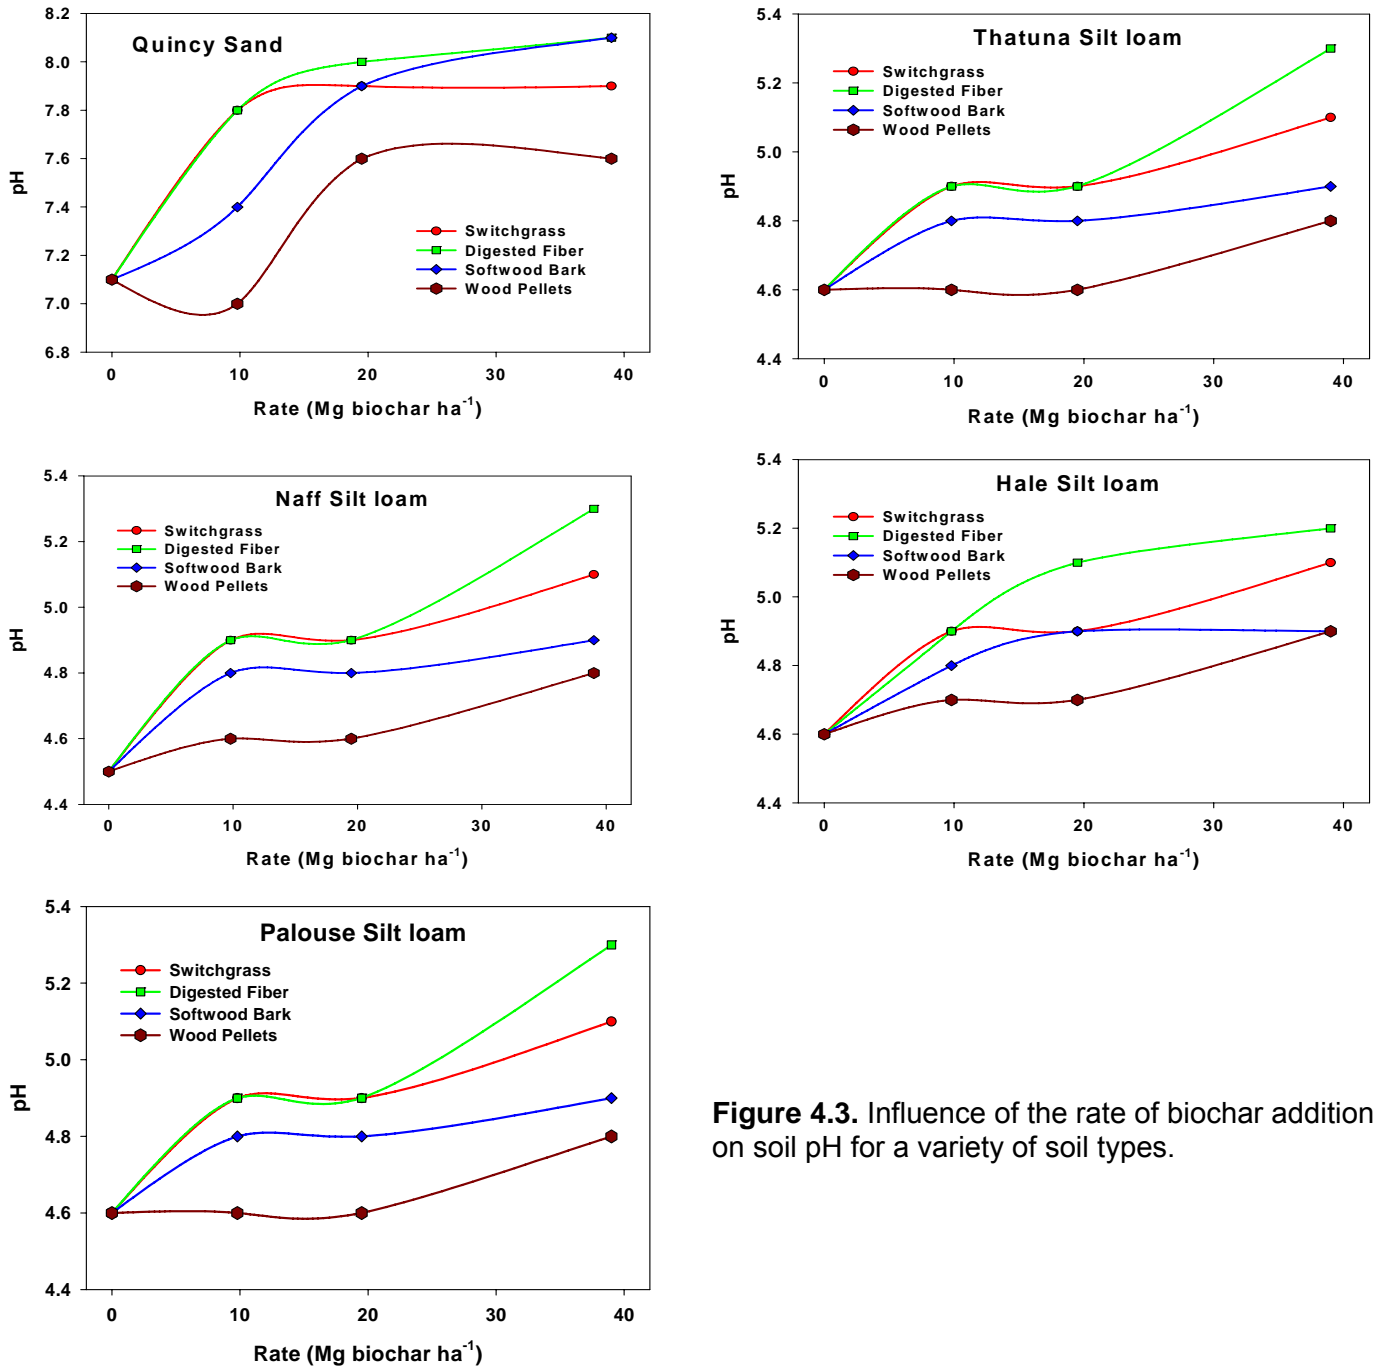 Quincy Sand
8.2
8.0
7.8
7.6
7.4
7.2
7.0
6.8
pH
Switchgrass
Digested Fiber
Softwood Bark
Wood Pellets
0 10 20 30 40
Rate (Mg biochar ha⁻¹)
Thatuna Silt loam
5.4
5.2
5.0
4.8
4.6
4.4
pH
Switchgrass
Digested Fiber
Softwood Bark
Wood Pellets
0 10 20 30 40
Rate (Mg biochar ha⁻¹)
Naff Silt loam
5.4
5.2
5.0
4.8
4.6
4.4
pH
Switchgrass
Digested Fiber
Softwood Bark
Wood Pellets
0 10 20 30 40
Rate (Mg biochar ha⁻¹)
Hale Silt loam
5.4
5.2
5.0
4.8
4.6
4.4
pH
Switchgrass
Digested Fiber
Softwood Bark
Wood Pellets
0 10 20 30 40
Rate (Mg biochar ha⁻¹)
Palouse Silt loam
5.4
5.2
5.0
4.8
4.6
4.4
pH
Switchgrass
Digested Fiber
Softwood Bark
Wood Pellets
0 10 20 30 40
Rate (Mg biochar ha⁻¹)
Figure 4.3. Influence of the rate of biochar addition
on soil pH for a variety of soil types.